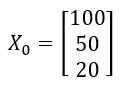 X₀ = [100
50
20]